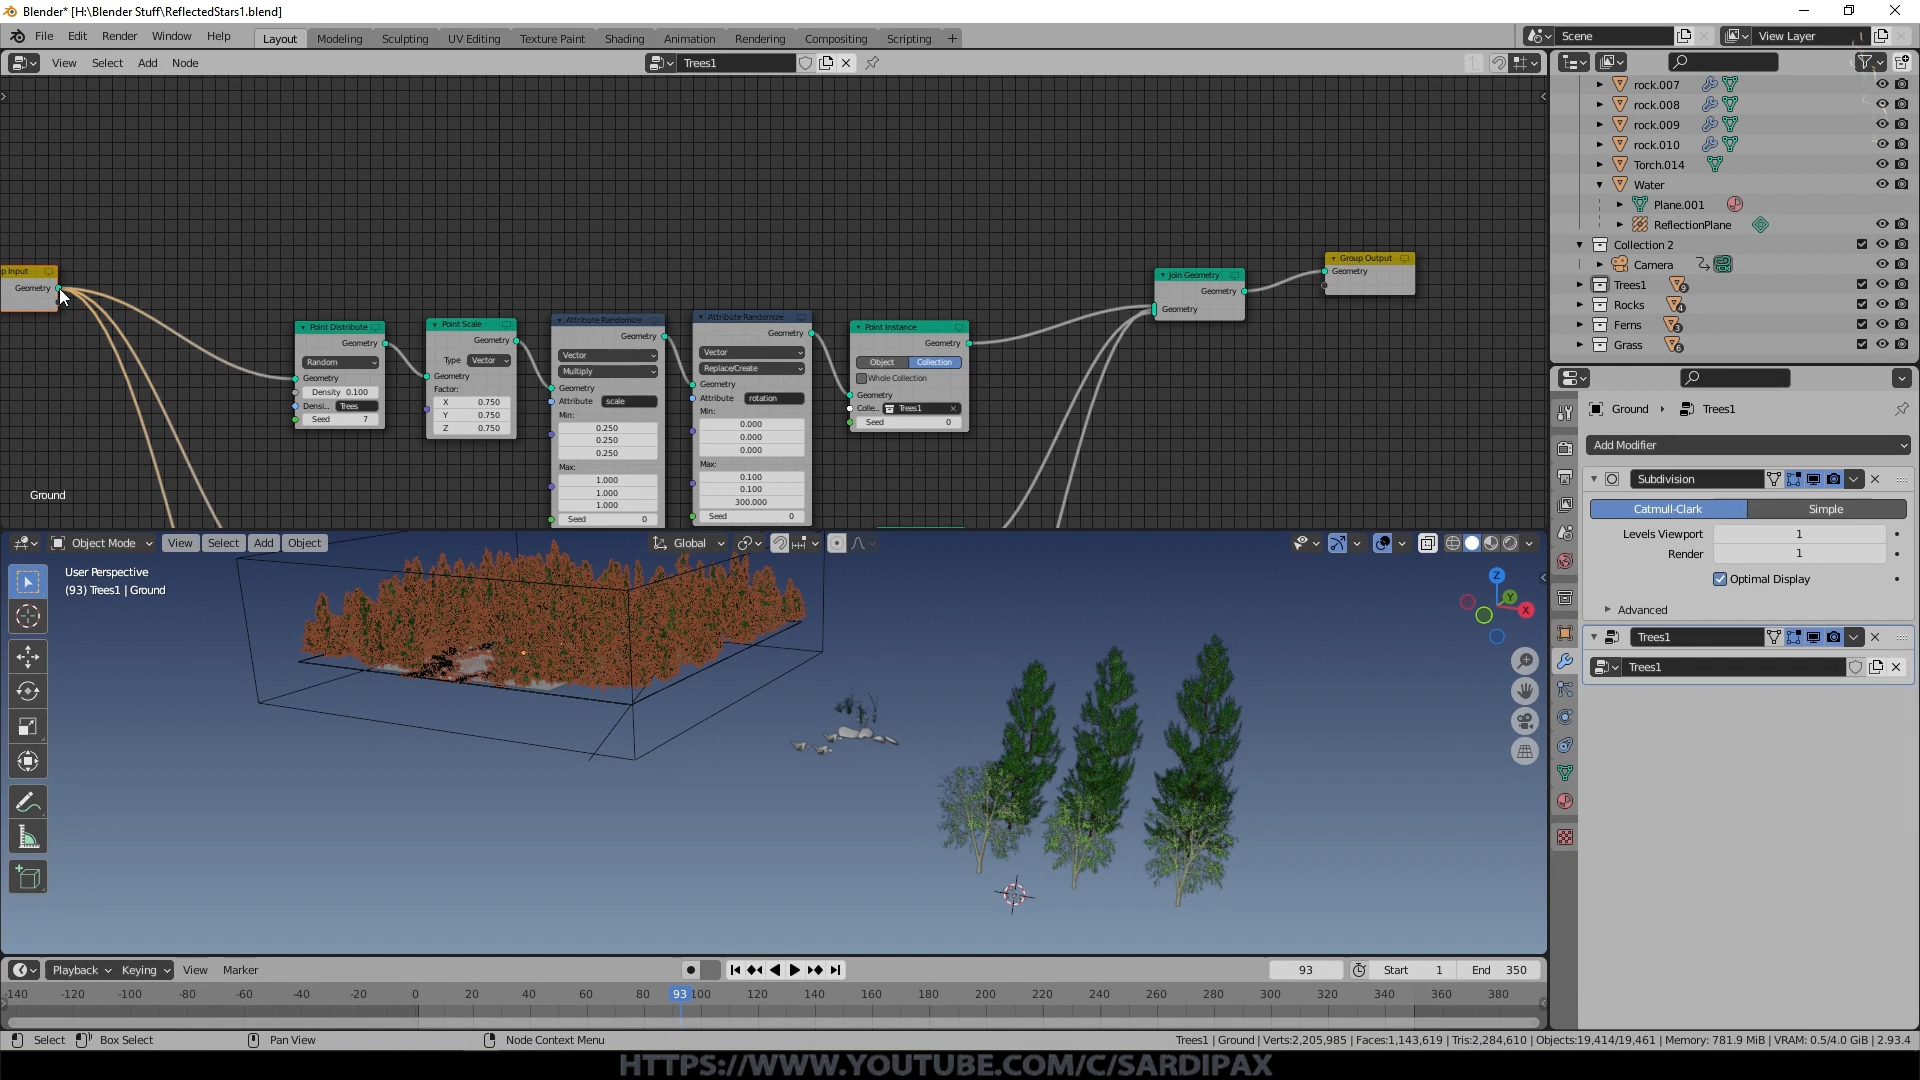 Blender* [H:\Blender Stuff\ReflectedStars1.blend]
File Edit Render Window Help Layout Modeling Sculpting UV Editing Texture Paint Shading Animation Rendering Compositing Scripting + Scene View Layer
View Select Add Node Trees1
p Input
Geometry
Ground
Point Distribute
Geometry
Random
Geometry
Density 0.100
Densi... Trees
Seed 7
Point Scale
Geometry
Type Vector
Geometry
Factor:
X 0.750
Y 0.750
Z 0.750
Attribute Randomize
Geometry
Vector
Multiply
Geometry
Attribute scale
Min:
0.250
0.250
0.250
Max:
1.000
1.000
1.000
Seed 0
Attribute Randomize
Geometry
Vector
Replace/Create
Geometry
Attribute rotation
Min:
0.000
0.000
0.000
Max:
0.100
0.100
300.000
Seed 0
Point Instance
Geometry
Object Collection
Whole Collection
Geometry
Colle.. Trees1
Seed 0
Join Geometry
Geometry
Geometry
Group Output
Geometry
rock.007
rock.008
rock.009
rock.010
Torch.014
Water
Plane.001
ReflectionPlane
Collection 2
Camera
Trees1 9
Rocks 4
Ferns 3
Grass 6
Ground Trees1
Add Modifier
Subdivision
Catmull-Clark Simple
Levels Viewport 1
Render 1
Optimal Display
Advanced
Trees1
Trees1
Object Mode View Select Add Object Global
User Perspective
(93) Trees1 | Ground
Z
Y
X
Playback Keying View Marker 93 Start 1 End 350
-140 -120 -100 -80 -60 -40 -20 0 20 40 60 80 93 100 120 140 160 180 200 220 240 260 280 300 320 340 360 380
Select Box Select Pan View Node Context Menu Trees1 | Ground | Verts:2,205,985 | Faces:1,143,619 | Tris:2,284,610 | Objects:19,414/19,461 | Memory: 781.9 MiB | VRAM: 0.5/4.0 GiB | 2.93.4
HTTPS://WWW.YOUTUBE.COM/C/SARDIPAX